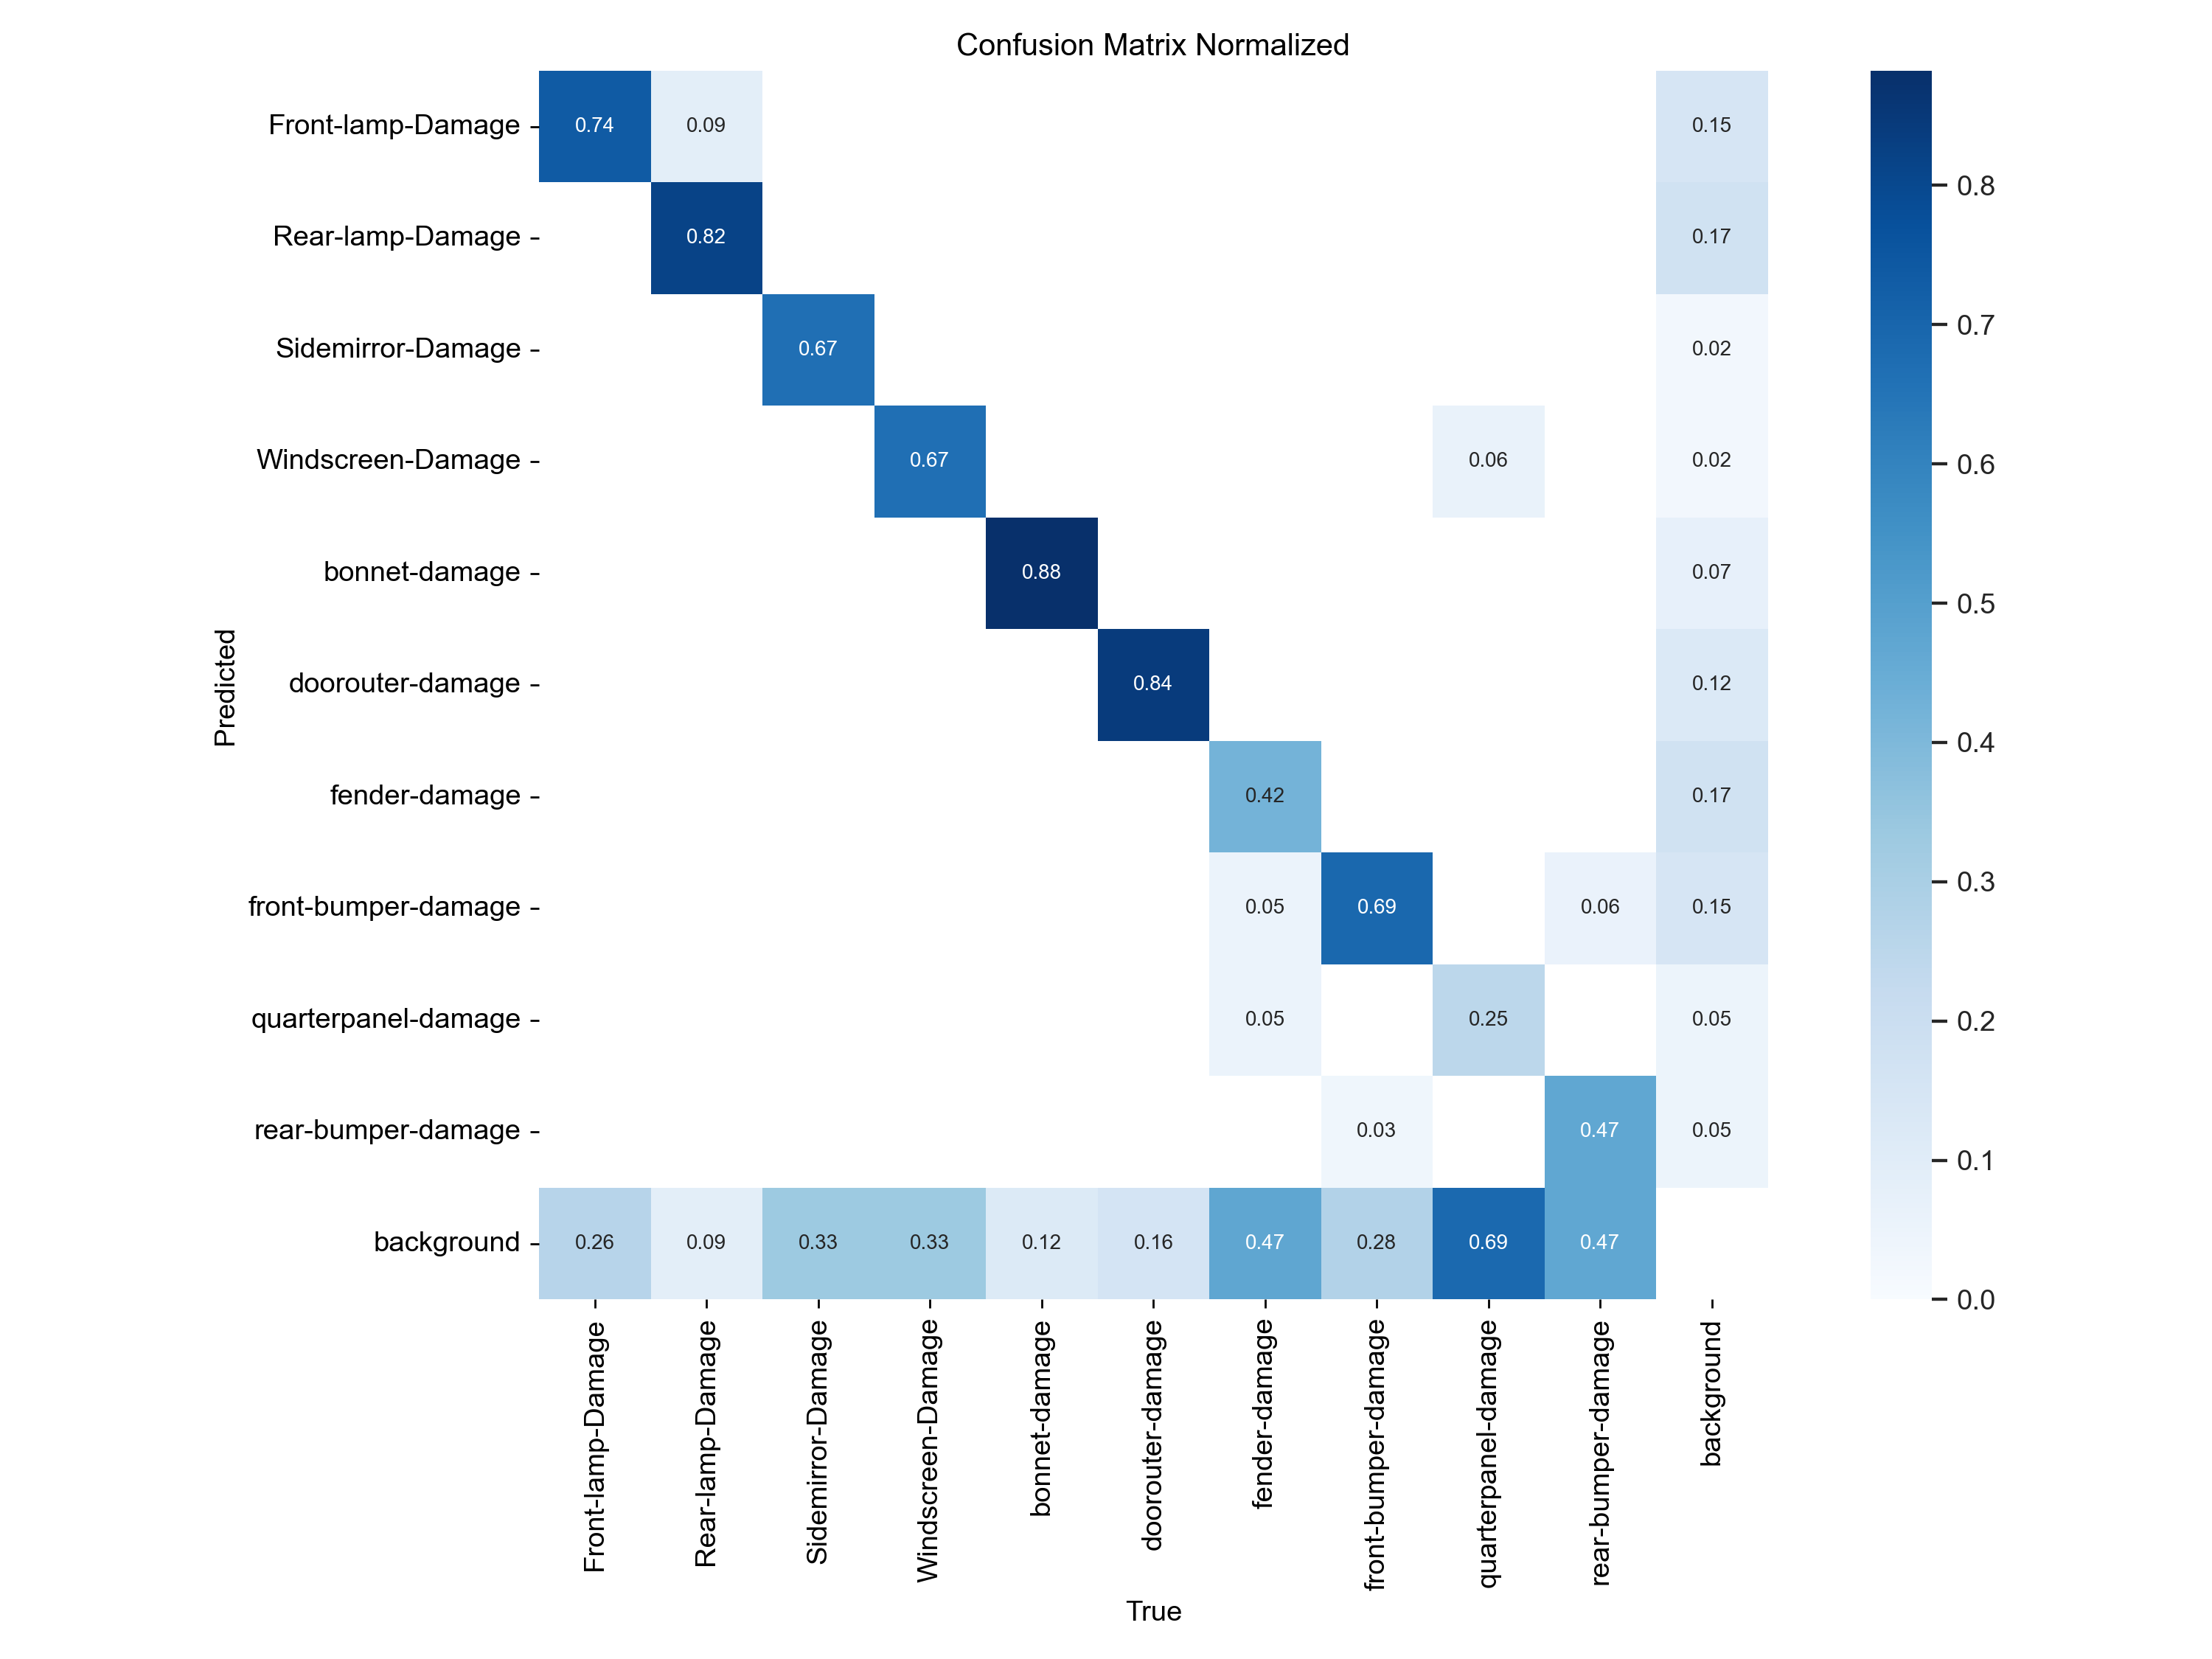 Confusion Matrix Normalized
Front-lamp-Damage 0.74 0.09 0.15
Rear-lamp-Damage 0.82 0.17
Sidemirror-Damage 0.67 0.02
Windscreen-Damage 0.67 0.06 0.02
bonnet-damage 0.88 0.07
doorouter-damage 0.84 0.12
fender-damage 0.42 0.17
front-bumper-damage 0.05 0.69 0.06 0.15
quarterpanel-damage 0.05 0.25 0.05
rear-bumper-damage 0.03 0.47 0.05
background 0.26 0.09 0.33 0.33 0.12 0.16 0.47 0.28 0.69 0.47
Predicted
Front-lamp-Damage
Rear-lamp-Damage
Sidemirror-Damage
Windscreen-Damage
bonnet-damage
doorouter-damage
fender-damage
front-bumper-damage
quarterpanel-damage
rear-bumper-damage
background
True
0.8
0.7
0.6
0.5
0.4
0.3
0.2
0.1
0.0